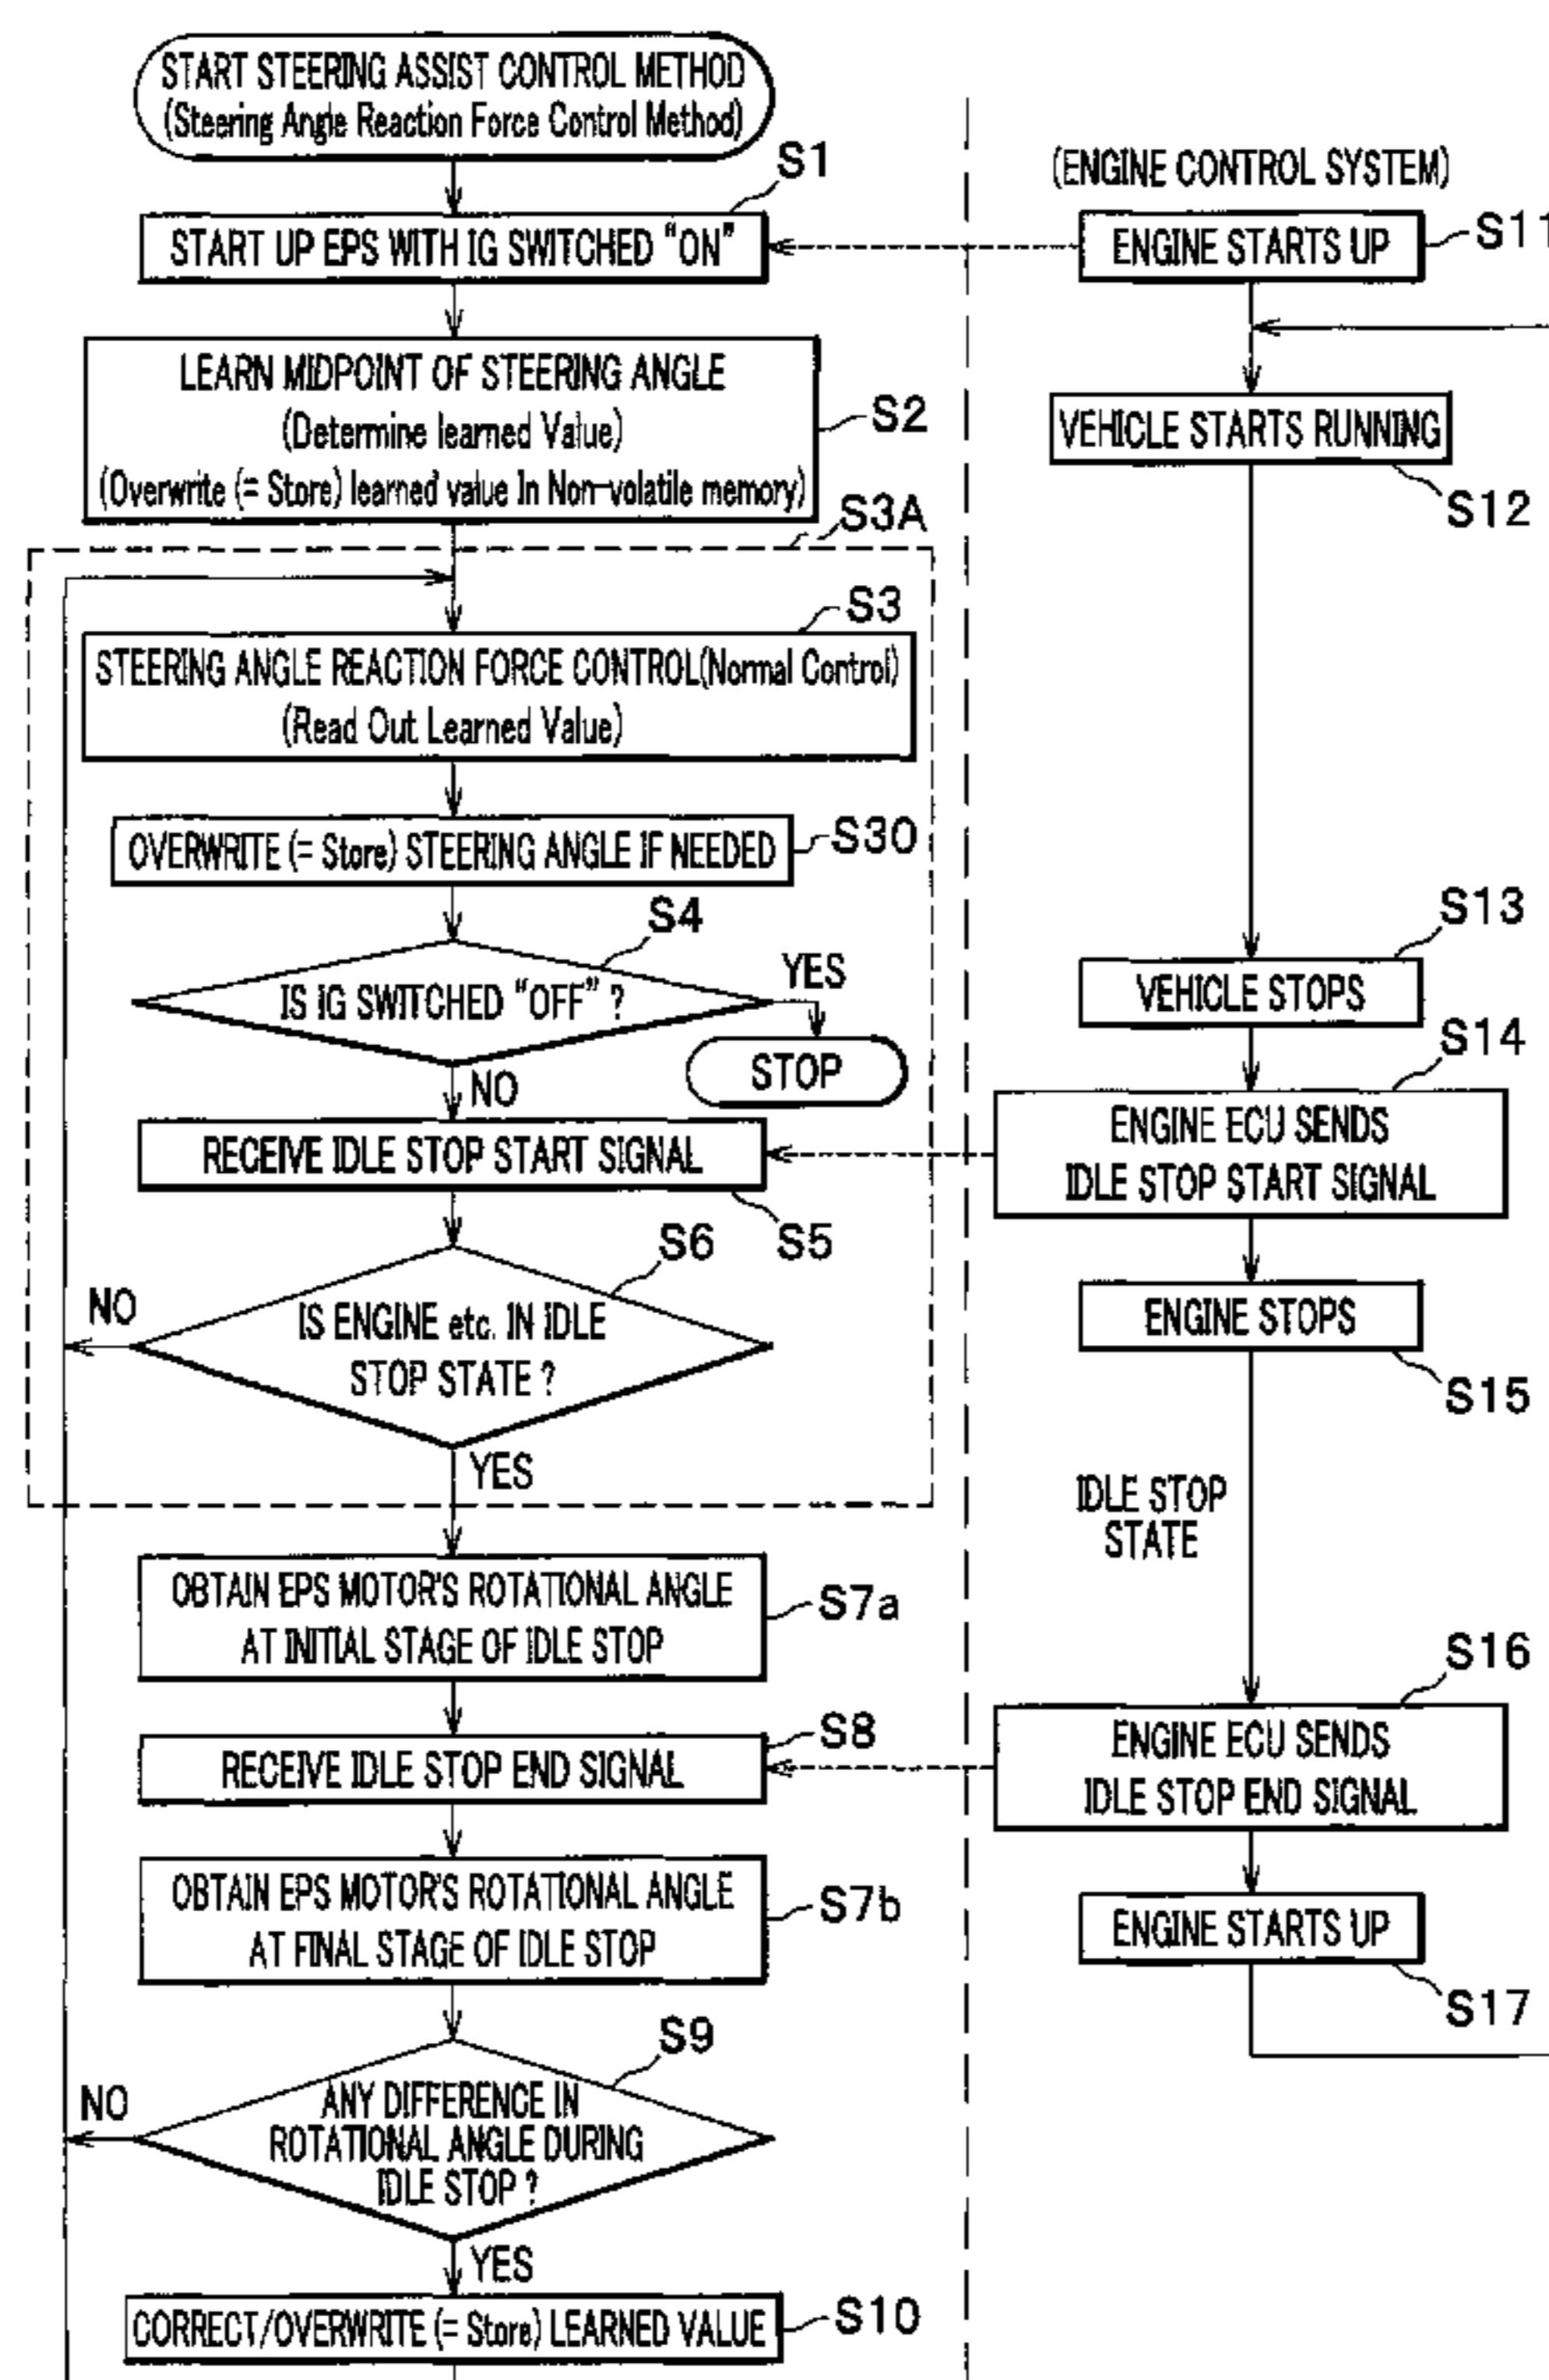 START STEERING ASSIST CONTROL METHOD
(Steering Angle Reaction Force Control Method)
S1
START UP EPS WITH IG SWITCHED "ON"
LEARN MIDPOINT OF STEERING ANGLE
(Determine learned Value)
(Overwrite (= Store) learned value In Non-volatile memory)
S2
S3A
S3
STEERING ANGLE REACTION FORCE CONTROL(Normal Control)
(Read Out Learned Value)
OVERWRITE (= Store) STEERING ANGLE IF NEEDED
S30
S4
IS IG SWITCHED "OFF" ?
YES
STOP
NO
RECEIVE IDLE STOP START SIGNAL
S5
S6
IS ENGINE etc. IN IDLE
STOP STATE ?
NO
YES
OBTAIN EPS MOTOR'S ROTATIONAL ANGLE
AT INITIAL STAGE OF IDLE STOP
S7a
RECEIVE IDLE STOP END SIGNAL
S8
OBTAIN EPS MOTOR'S ROTATIONAL ANGLE
AT FINAL STAGE OF IDLE STOP
S7b
S9
ANY DIFFERENCE IN
ROTATIONAL ANGLE DURING
IDLE STOP ?
NO
YES
CORRECT/OVERWRITE (= Store) LEARNED VALUE
S10
(ENGINE CONTROL SYSTEM)
ENGINE STARTS UP
S11
VEHICLE STARTS RUNNING
S12
S13
VEHICLE STOPS
S14
ENGINE ECU SENDS
IDLE STOP START SIGNAL
ENGINE STOPS
S15
IDLE STOP
STATE
S16
ENGINE ECU SENDS
IDLE STOP END SIGNAL
ENGINE STARTS UP
S17